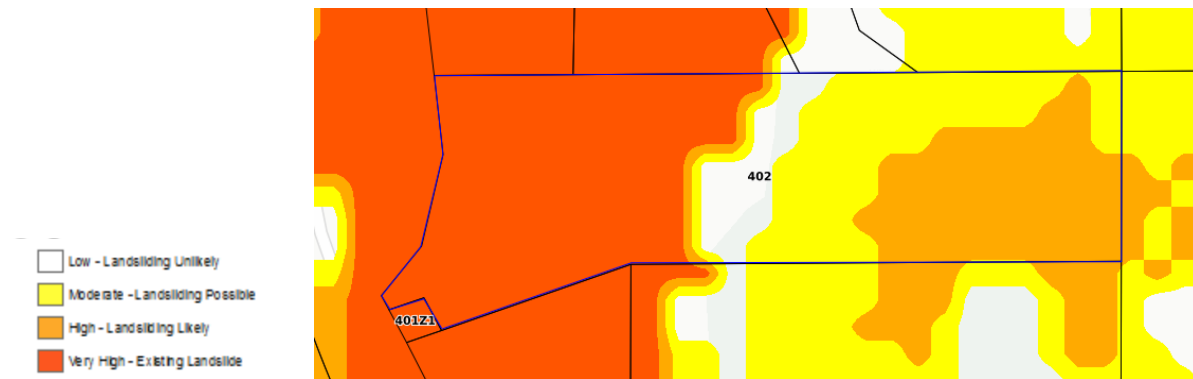 Low - Landsliding Unlikely
Moderate - Landsliding Possible
High - Landsliding Likely
Very High - Existing Landslide
402
401Z1